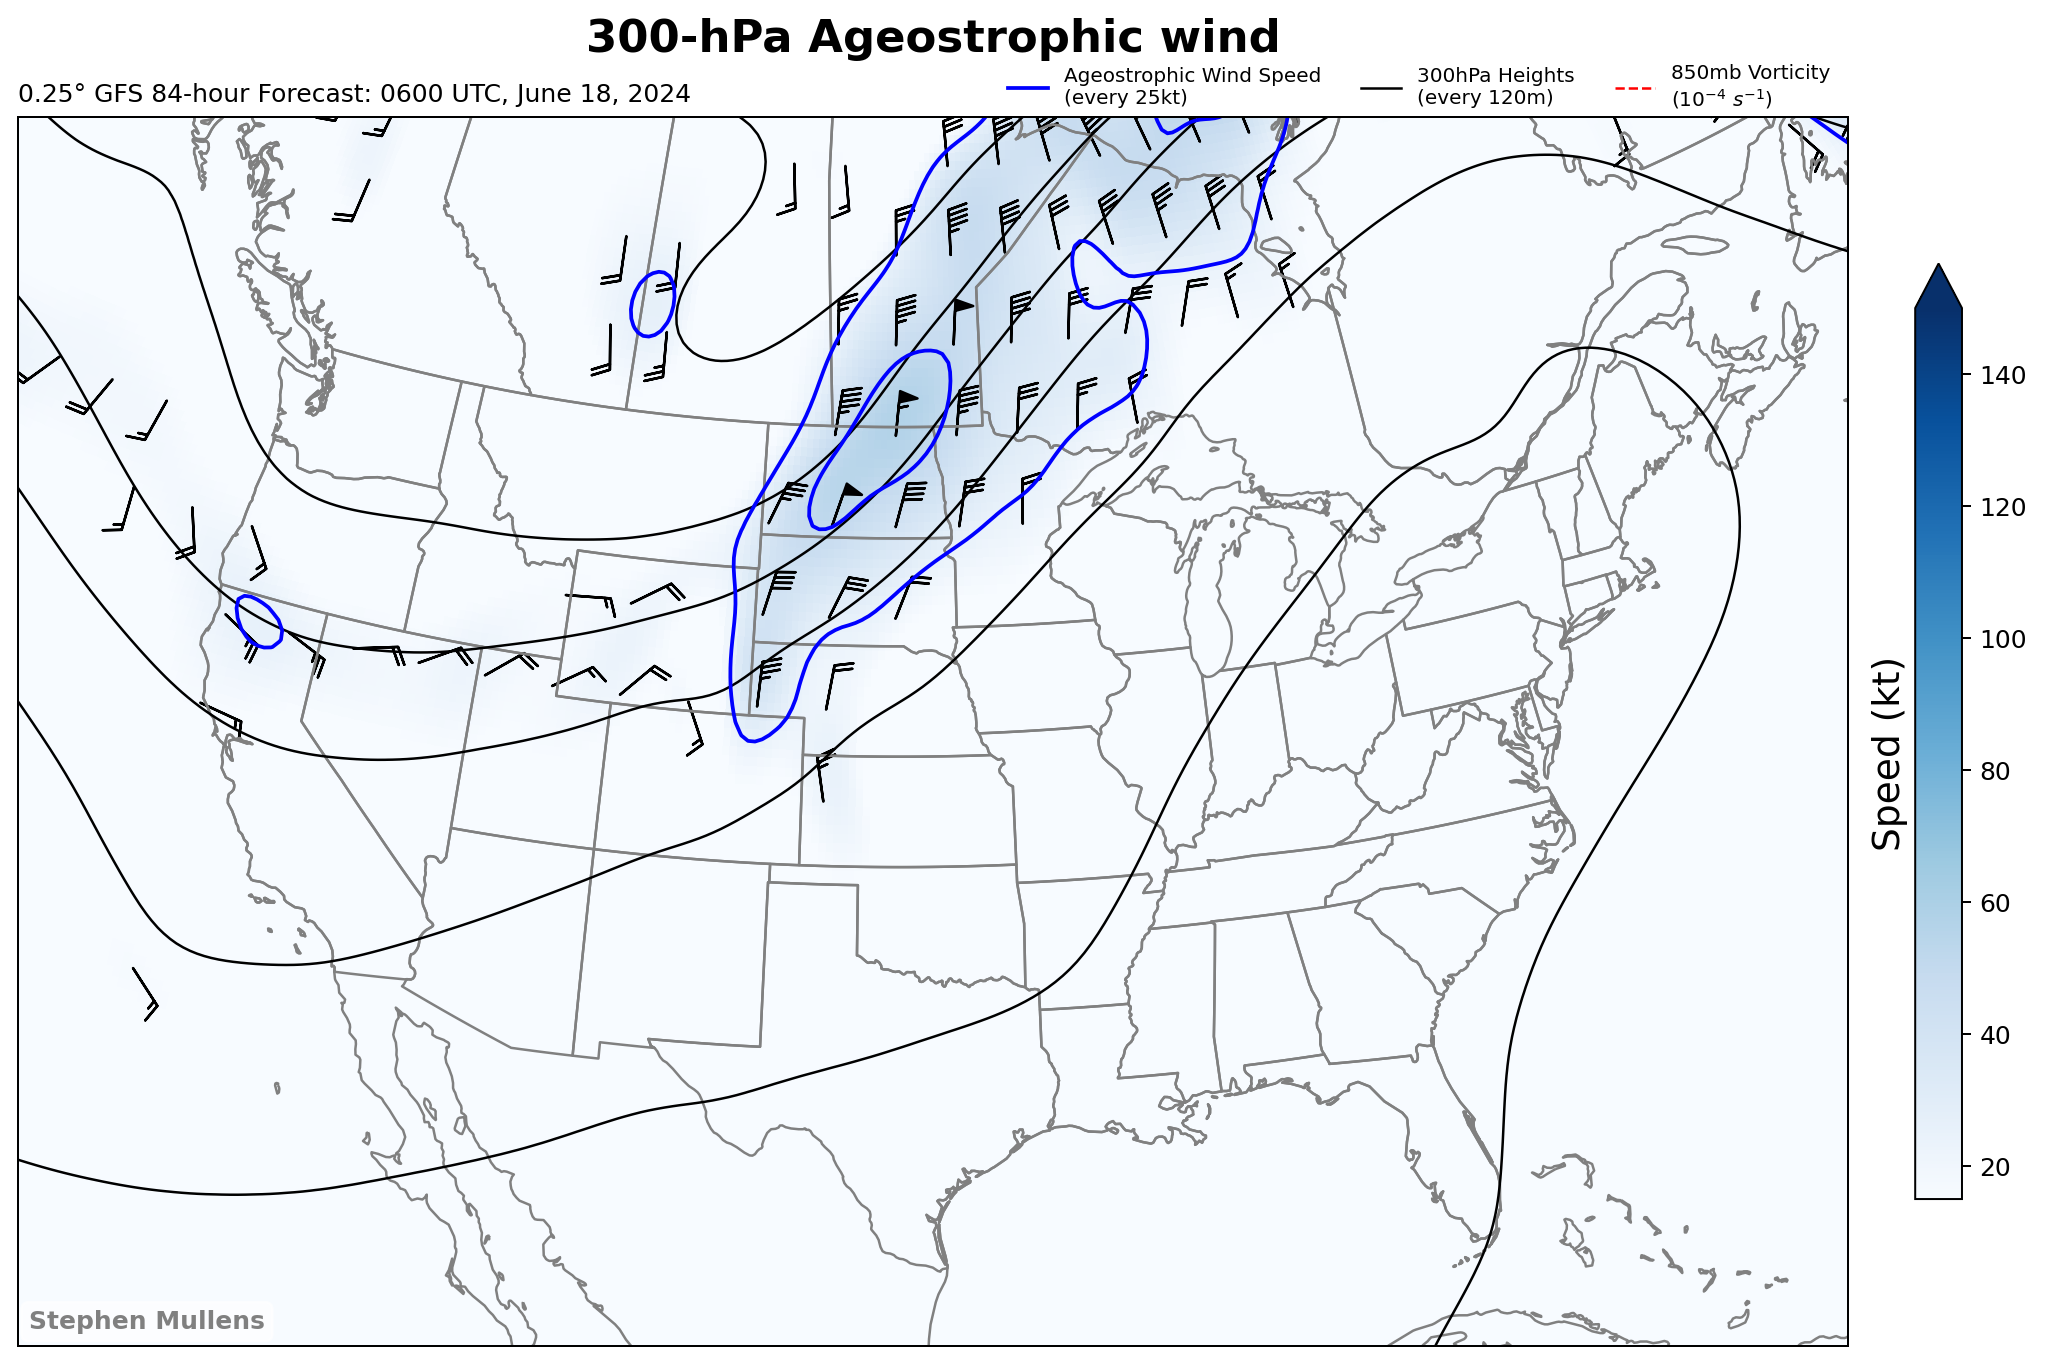 300-hPa Ageostrophic wind
0.25° GFS 84-hour Forecast: 0600 UTC, June 18, 2024
Ageostrophic Wind Speed
(every 25kt)
300hPa Heights
(every 120m)
850mb Vorticity
(10⁻⁴ s⁻¹)
140
120
100
80
60
40
20
Speed (kt)
Stephen Mullens